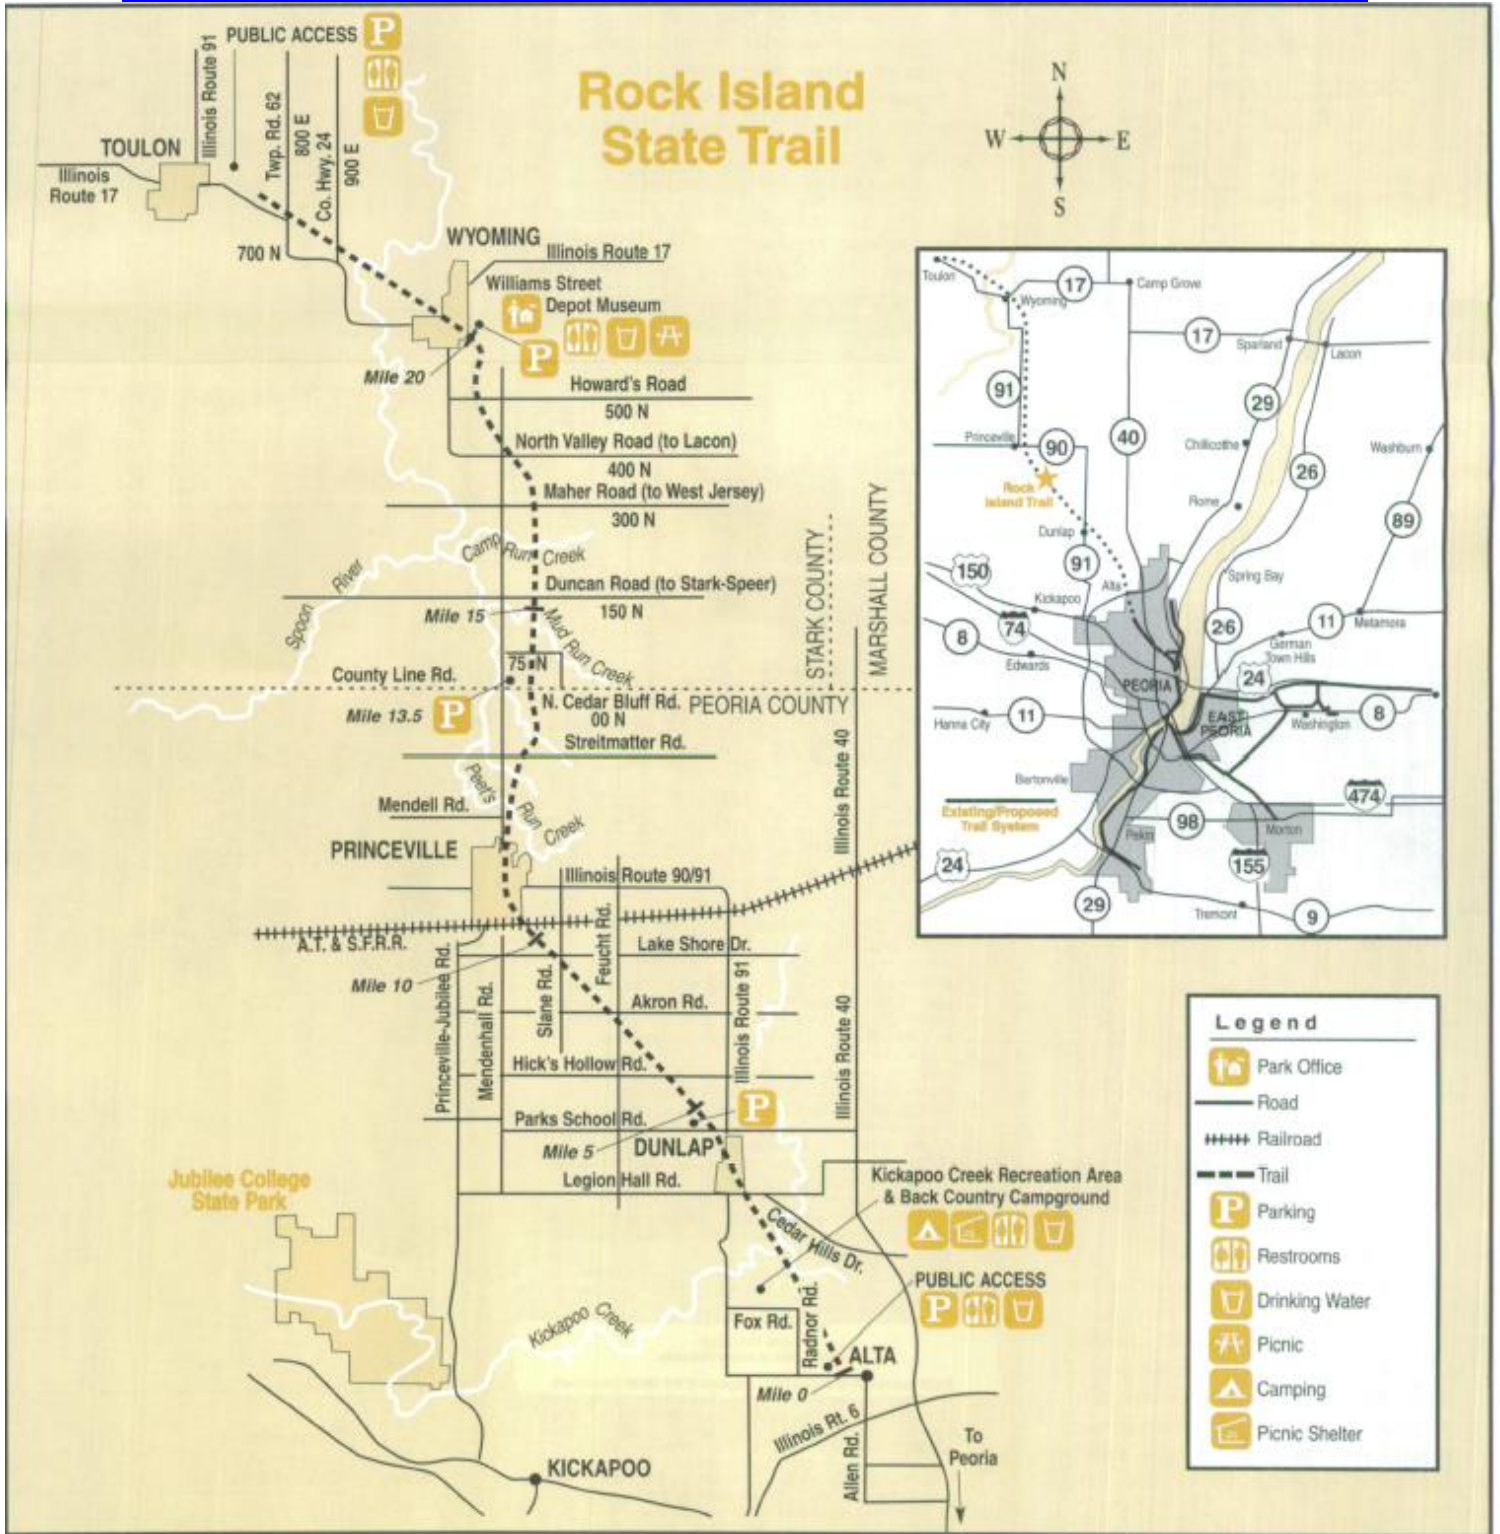 PUBLIC ACCESS P
Illinois Route 91
Twp. Rd. 62
800 E
Co. Hwy. 24
900 E
Rock Island
State Trail
N
W E
S
TOULON
Illinois
Route 17
700 N
WYOMING
Illinois Route 17
Williams Street
Depot Museum
P
Mile 20
Howard's Road
500 N
North Valley Road (to Lacon)
400 N
Maher Road (to West Jersey)
300 N
Camp Run Creek
Spoon River
Duncan Road (to Stark-Speer)
150 N
Mile 15
Mud Run Creek
STARK COUNTY
MARSHALL COUNTY
75 N
County Line Rd.
Mile 13.5 P
N. Cedar Bluff Rd.
00 N
PEORIA COUNTY
Streitmatter Rd.
Illinois Route 40
Peet's Run Creek
Mendell Rd.
PRINCEVILLE
Illinois Route 90/91
A.T. & S.F.R.R.
Mile 10
Princeville-Jubilee Rd.
Mendenhall Rd.
Slane Rd.
Feucht Rd.
Lake Shore Dr.
Illinois Route 91
Illinois Route 40
Akron Rd.
Hick's Hollow Rd.
Parks School Rd.
P
Mile 5
DUNLAP
Legion Hall Rd.
Jubilee College
State Park
Kickapoo Creek Recreation Area
& Back Country Campground
Cedar Hills Dr.
PUBLIC ACCESS
P
Kickapoo Creek
Fox Rd.
Radnor Rd.
ALTA
Mile 0
Illinois Rt. 6
Allen Rd.
To
Peoria
KICKAPOO
Toulon
Wyoming
17
Camp Grove
17
Sparland
Lacon
91
29
Princeville
90
40
Chillicothe
Washburn
26
Rock
Island Trail
Rome
89
Dunlap
91
150
Alta
Spring Bay
Kickapoo
74
8
26
11
Metamora
German
Town Hills
Edwards
24
PEORIA
Hanna City
11
EAST
PEORIA
Washington
8
Bartonville
474
Existing/Proposed
Trail System
98
Pekin
Morton
24
155
29
Tremont
9
Legend
Park Office
Road
Railroad
Trail
P Parking
Restrooms
Drinking Water
Picnic
Camping
Picnic Shelter